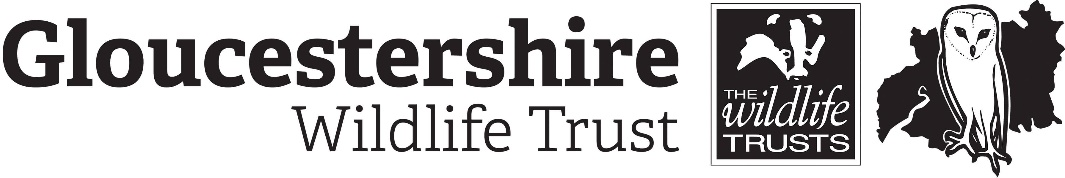 Gloucestershire
Wildlife Trust
THE
wildlife
TRUSTS